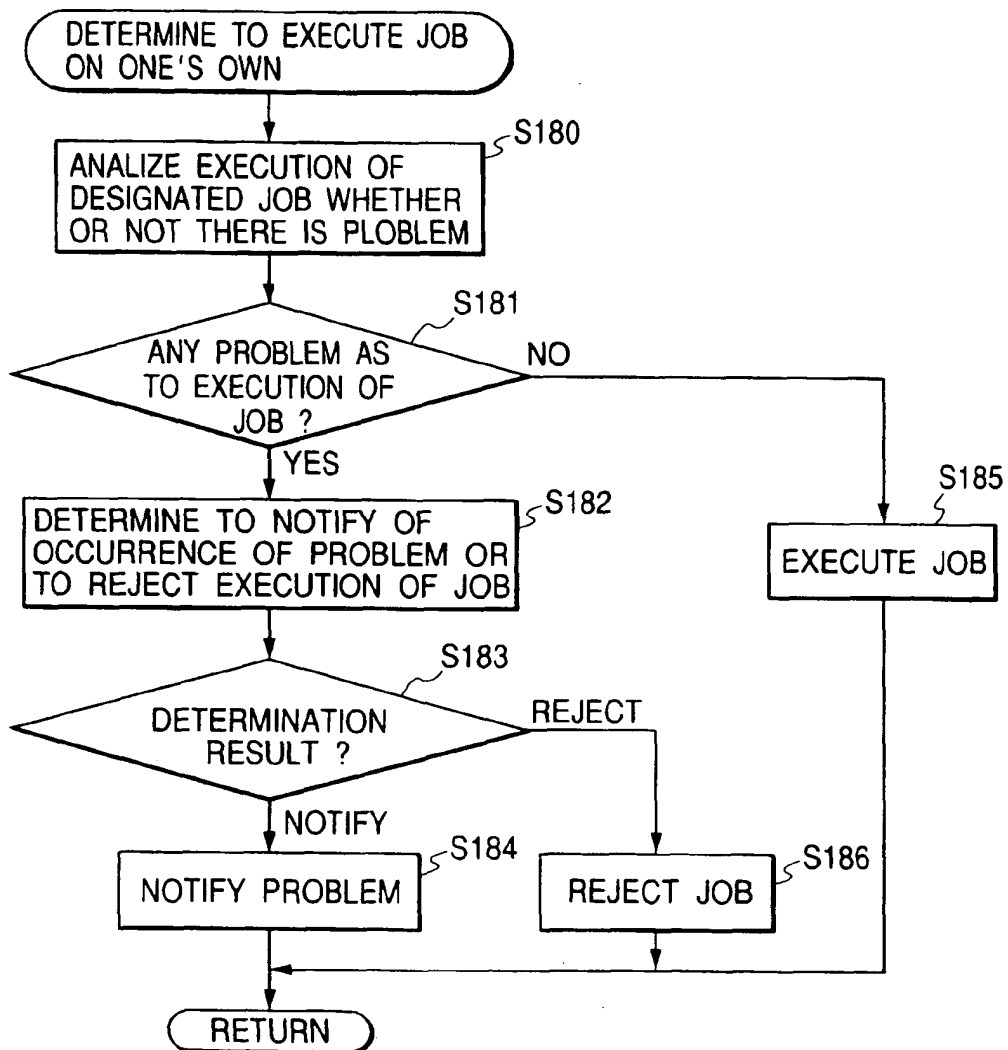 DETERMINE TO EXECUTE JOB
ON ONE'S OWN
S180
ANALIZE EXECUTION OF
DESIGNATED JOB WHETHER
OR NOT THERE IS PLOBLEM
S181
ANY PROBLEM AS
TO EXECUTION OF
JOB ?
NO
YES
S182
DETERMINE TO NOTIFY OF
OCCURRENCE OF PROBLEM OR
TO REJECT EXECUTION OF JOB
S185
EXECUTE JOB
S183
DETERMINATION
RESULT ?
REJECT
NOTIFY
S184
NOTIFY PROBLEM
S186
REJECT JOB
RETURN